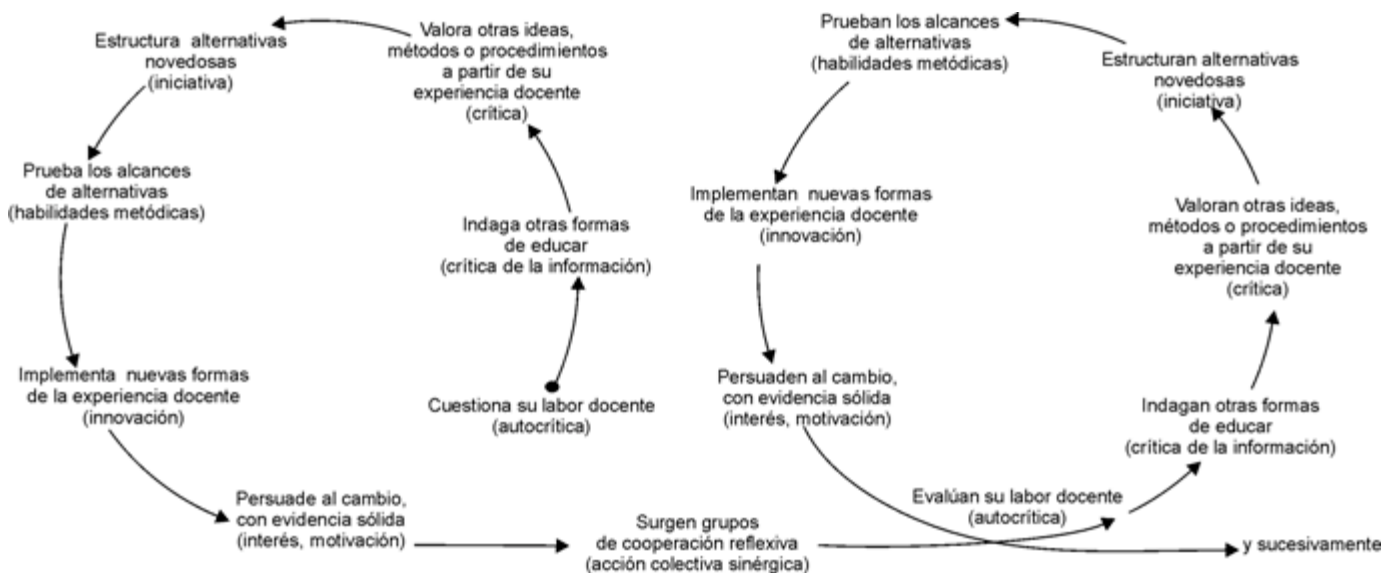 Cuestiona su labor docente
(autocrítica)
Indaga otras formas
de educar
(crítica de la información)
Valora otras ideas,
métodos o procedimientos
a partir de su
experiencia docente
(crítica)
Estructura alternativas
novedosas
(iniciativa)
Prueba los alcances
de alternativas
(habilidades metódicas)
Implementa nuevas formas
de la experiencia docente
(innovación)
Persuade al cambio,
con evidencia sólida
(interés, motivación)
Surgen grupos
de cooperación reflexiva
(acción colectiva sinérgica)
Evalúan su labor docente
(autocrítica)
Indagan otras formas
de educar
(crítica de la información)
Valoran otras ideas,
métodos o procedimientos
a partir de su
experiencia docente
(crítica)
Estructuran alternativas
novedosas
(iniciativa)
Prueban los alcances
de alternativas
(habilidades metódicas)
Implementan nuevas formas
de la experiencia docente
(innovación)
Persuaden al cambio,
con evidencia sólida
(interés, motivación)
y sucesivamente